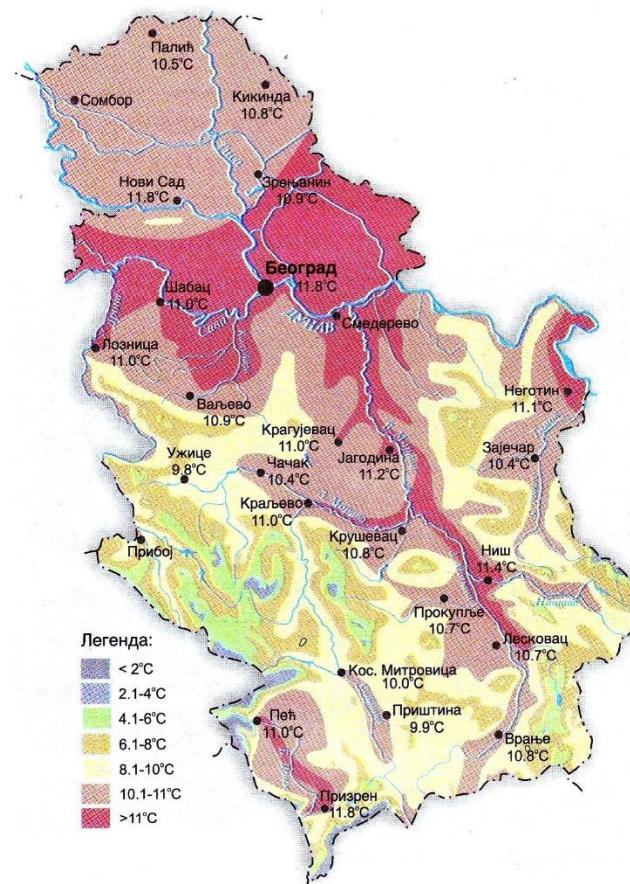 Палић
10.5°C
Сомбор
Кикинда
10.8°C
Нови Сад
11.8°C
Зрењанин
10.9°C
Београд
11.8°C
Шабац
11.0°C
Сава
ДУНАВ
Смедерево
Лозница
11.0°C
Ваљево
10.9°C
Неготин
11.1°C
Крагујевац
11.0°C
Јагодина
11.2°C
Зајечар
10.4°C
Ужице
9.8°C
Чачак
10.4°C
Краљево
11.0°C
Крушевац
10.8°C
Прибој
Ниш
11.4°C
Прокупље
10.7°C
Лесковац
10.7°C
Кос. Митровица
10.0°C
Пећ
11.0°C
Приштина
9.9°C
Врање
10.8°C
Призрен
11.8°C
Легенда:
< 2°C
2.1-4°C
4.1-6°C
6.1-8°C
8.1-10°C
10.1-11°C
>11°C